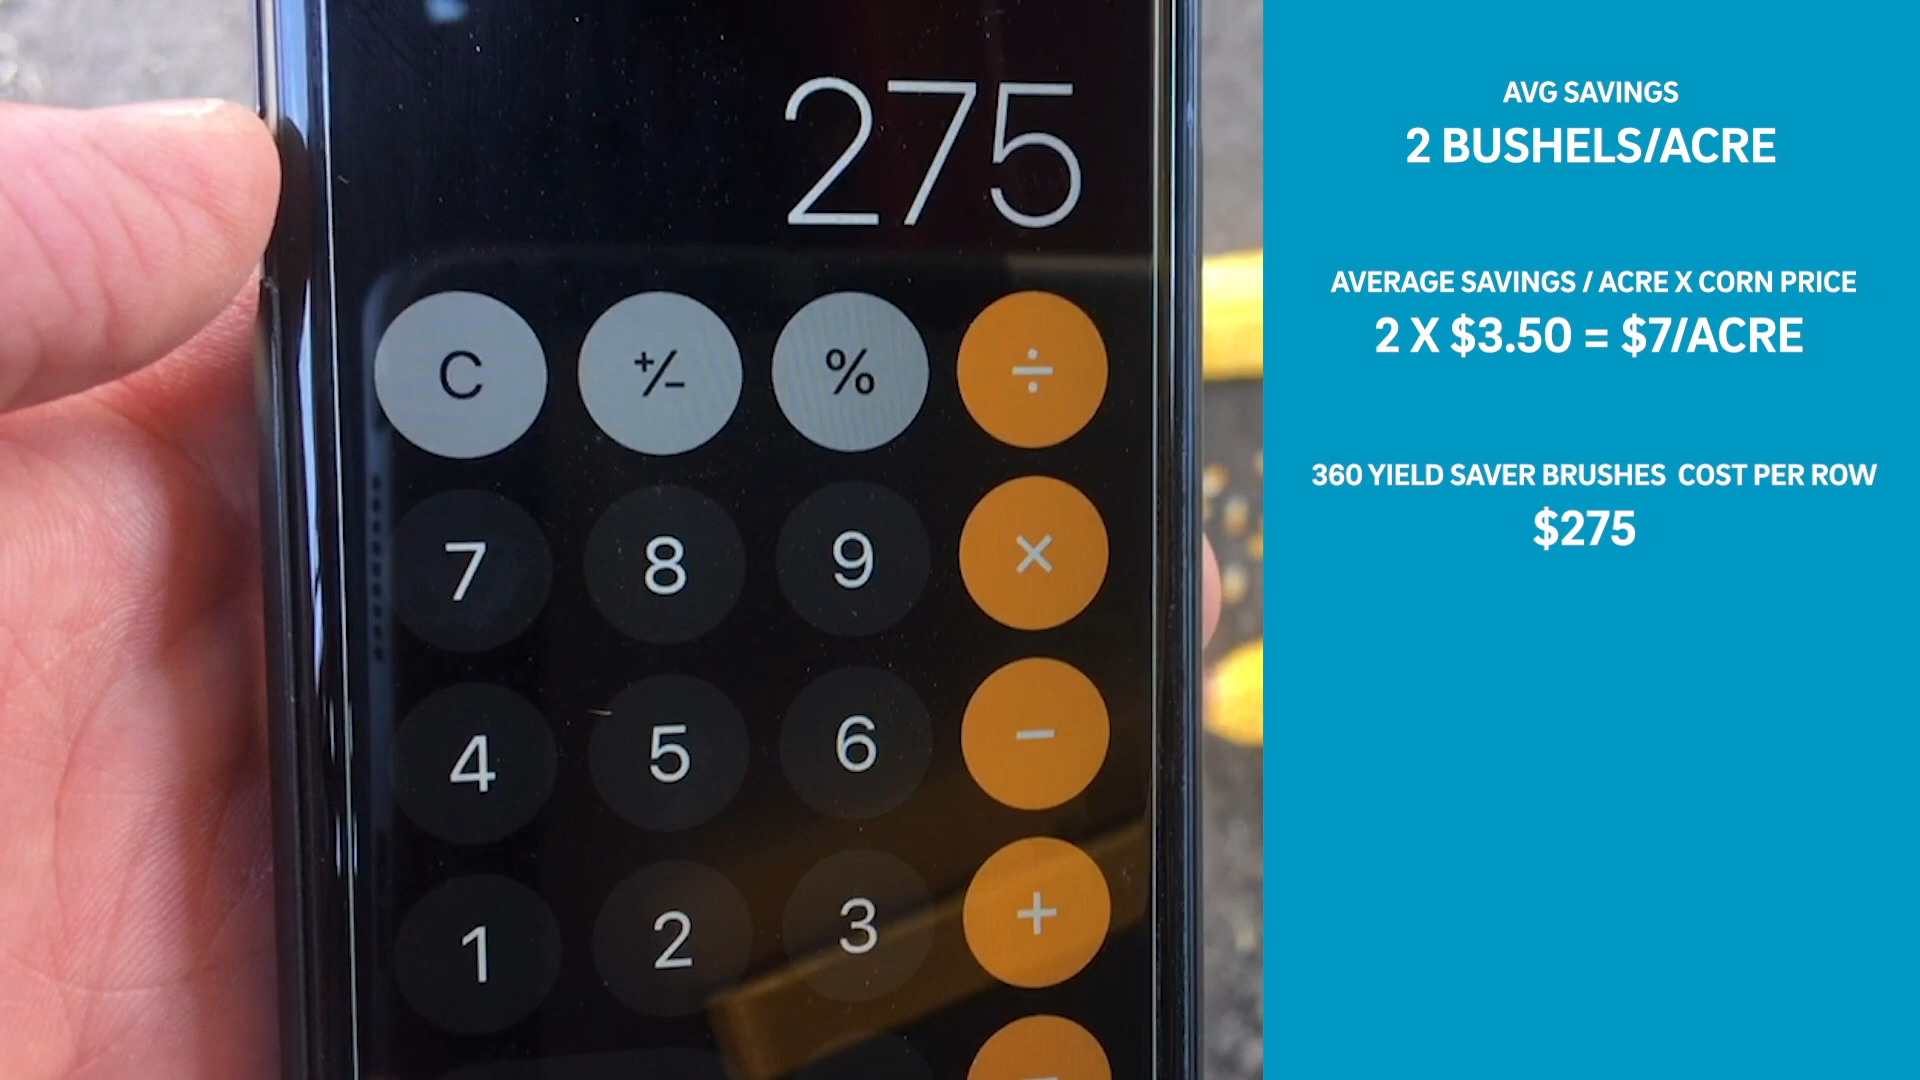 275
C +/- % ÷
7 8 9 ×
4 5 6 −
1 2 3 +
AVG SAVINGS
2 BUSHELS/ACRE
AVERAGE SAVINGS / ACRE X CORN PRICE
2 X $3.50 = $7/ACRE
360 YIELD SAVER BRUSHES COST PER ROW
$275